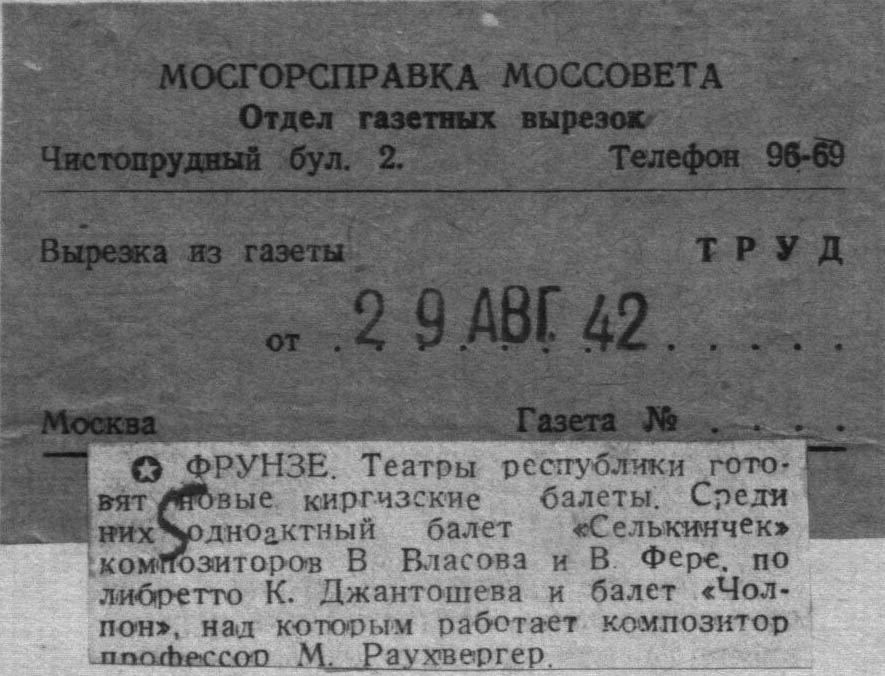 МОСГОРСПРАВКА МОССОВЕТА
Отдел газетных вырезок
Чистопрудный бул. 2. Телефон 96-69
Вырезка из газеты ТРУД
от . 29 АВГ. 42 . . . . .
Москва Газета № . . . .
✪ ФРУНЗЕ. Театры республики гото-
вят новые киргизские балеты. Среди
них одноактный балет «Селькинчек»
композиторов В Власова и В. Фере, по
либретто К. Джантошева и балет «Чол-
пон», над которым работает композитор
профессор М. Раухвергер.